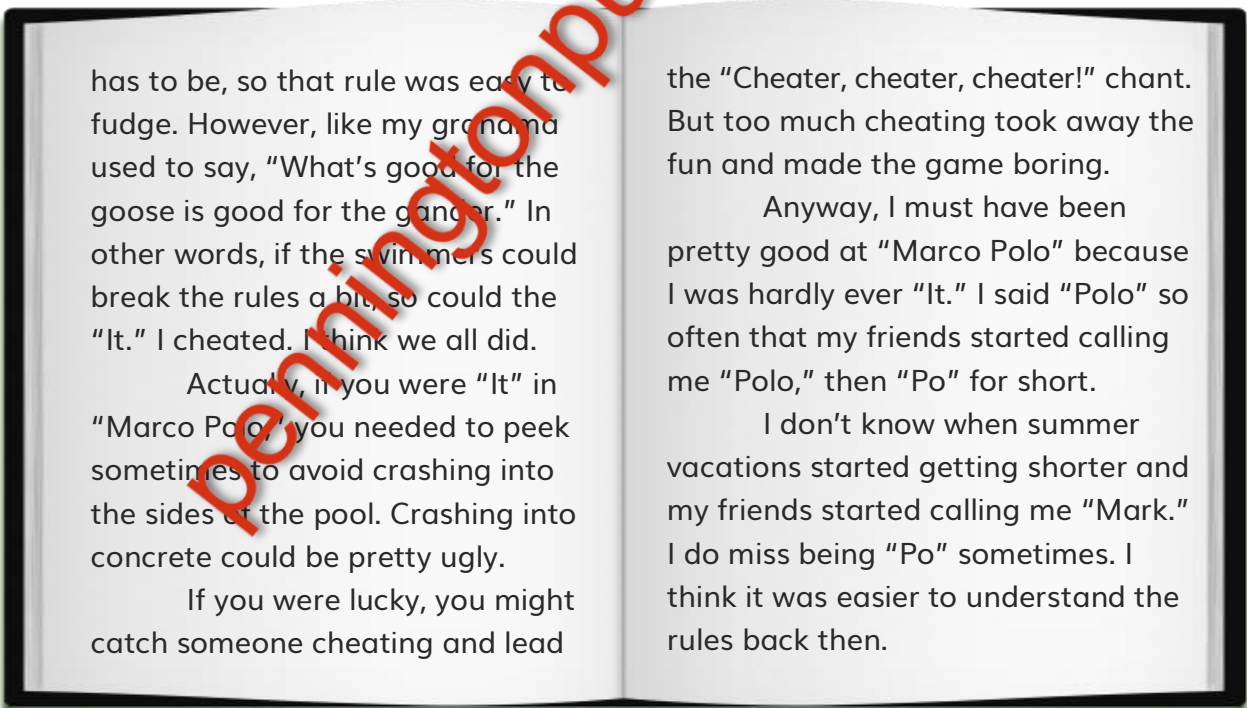 has to be, so that rule was easy to
fudge. However, like my grandma
used to say, “What’s good for the
goose is good for the gander.” In
other words, if the swimmers could
break the rules a bit, so could the
“It.” I cheated. I think we all did.
Actually, if you were “It” in
“Marco Polo,” you needed to peek
sometimes to avoid crashing into
the sides of the pool. Crashing into
concrete could be pretty ugly.
If you were lucky, you might
catch someone cheating and lead
the “Cheater, cheater, cheater!” chant.
But too much cheating took away the
fun and made the game boring.
Anyway, I must have been
pretty good at “Marco Polo” because
I was hardly ever “It.” I said “Polo” so
often that my friends started calling
me “Polo,” then “Po” for short.
I don’t know when summer
vacations started getting shorter and
my friends started calling me “Mark.”
I do miss being “Po” sometimes. I
think it was easier to understand the
rules back then.